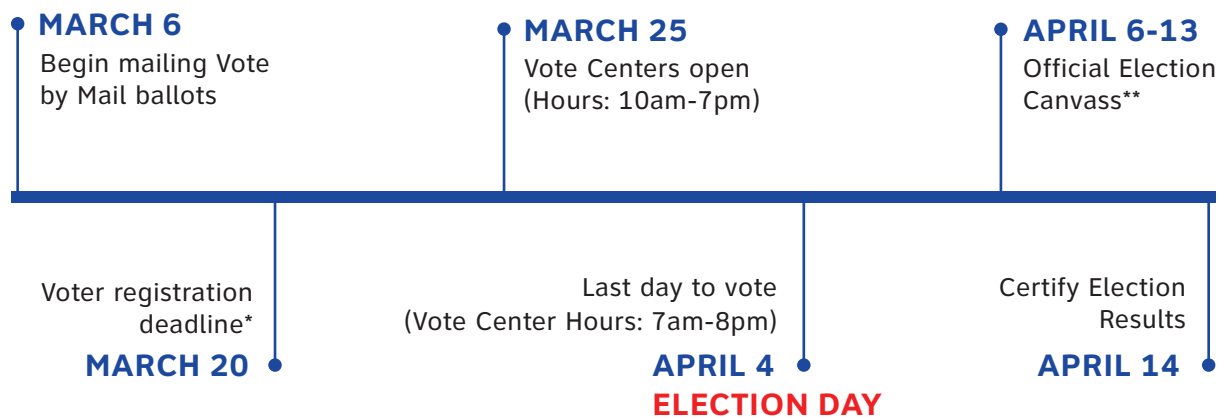 MARCH 6
Begin mailing Vote
by Mail ballots
MARCH 25
Vote Centers open
(Hours: 10am-7pm)
APRIL 6-13
Official Election
Canvass**
Voter registration
deadline*
MARCH 20
Last day to vote
(Vote Center Hours: 7am-8pm)
APRIL 4
ELECTION DAY
Certify Election
Results
APRIL 14